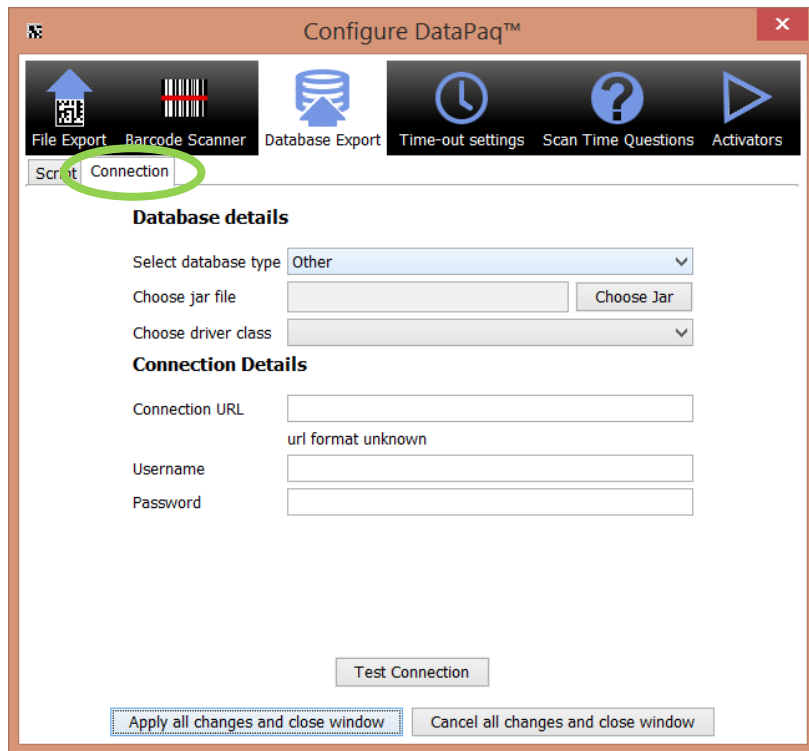 Configure DataPaq™
File Export Barcode Scanner Database Export Time-out settings Scan Time Questions Activators
Script Connection
Database details
Select database type Other
Choose jar file Choose Jar
Choose driver class
Connection Details
Connection URL
url format unknown
Username
Password
Test Connection
Apply all changes and close window Cancel all changes and close window